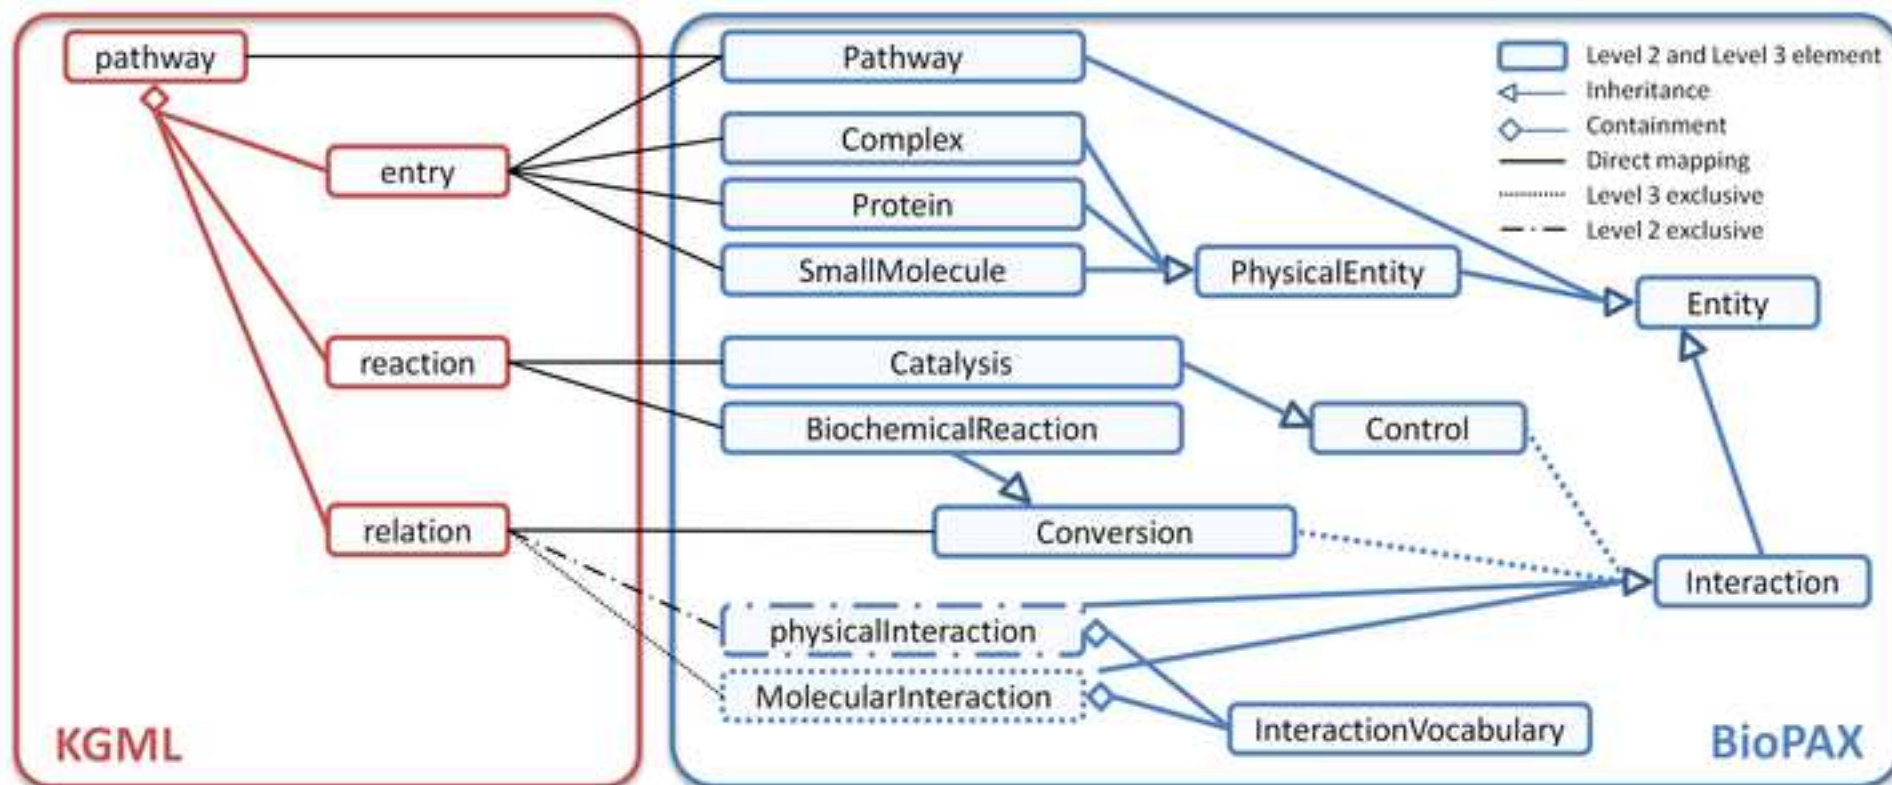 pathway
entry
reaction
relation
KGML
Pathway
Complex
Protein
SmallMolecule
PhysicalEntity
Entity
Catalysis
BiochemicalReaction
Control
Conversion
Interaction
physicalInteraction
MolecularInteraction
InteractionVocabulary
BioPAX
Level 2 and Level 3 element
Inheritance
Containment
Direct mapping
Level 3 exclusive
Level 2 exclusive